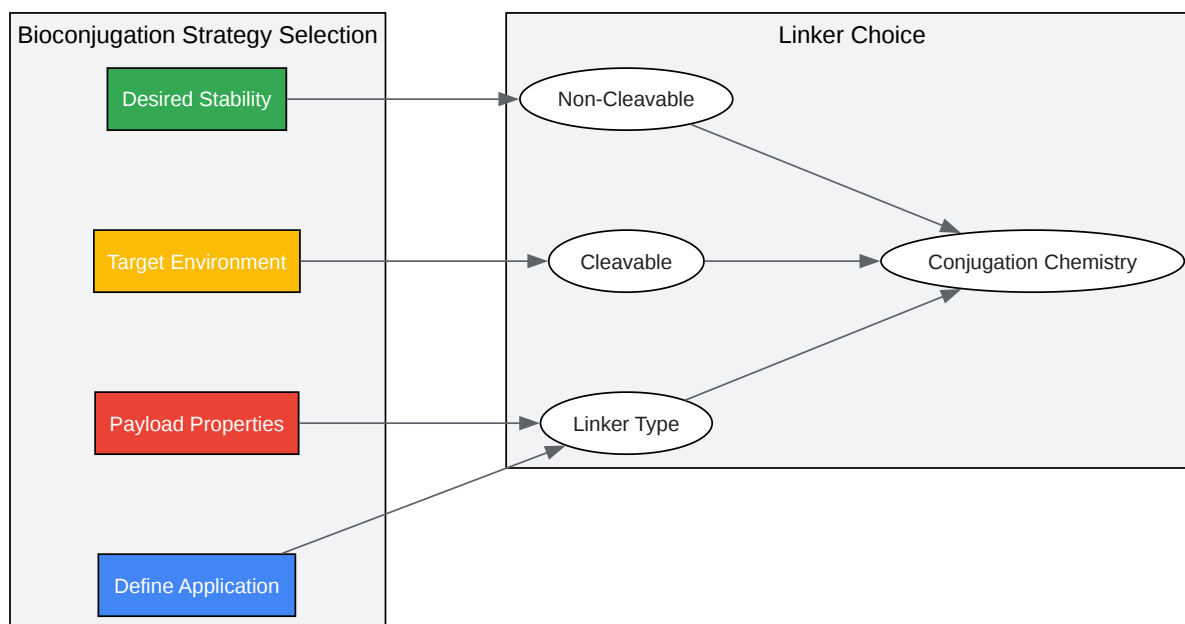 Bioconjugation Strategy Selection
Linker Choice
Desired Stability
Non-Cleavable
Target Environment
Cleavable
Conjugation Chemistry
Payload Properties
Linker Type
Define Application